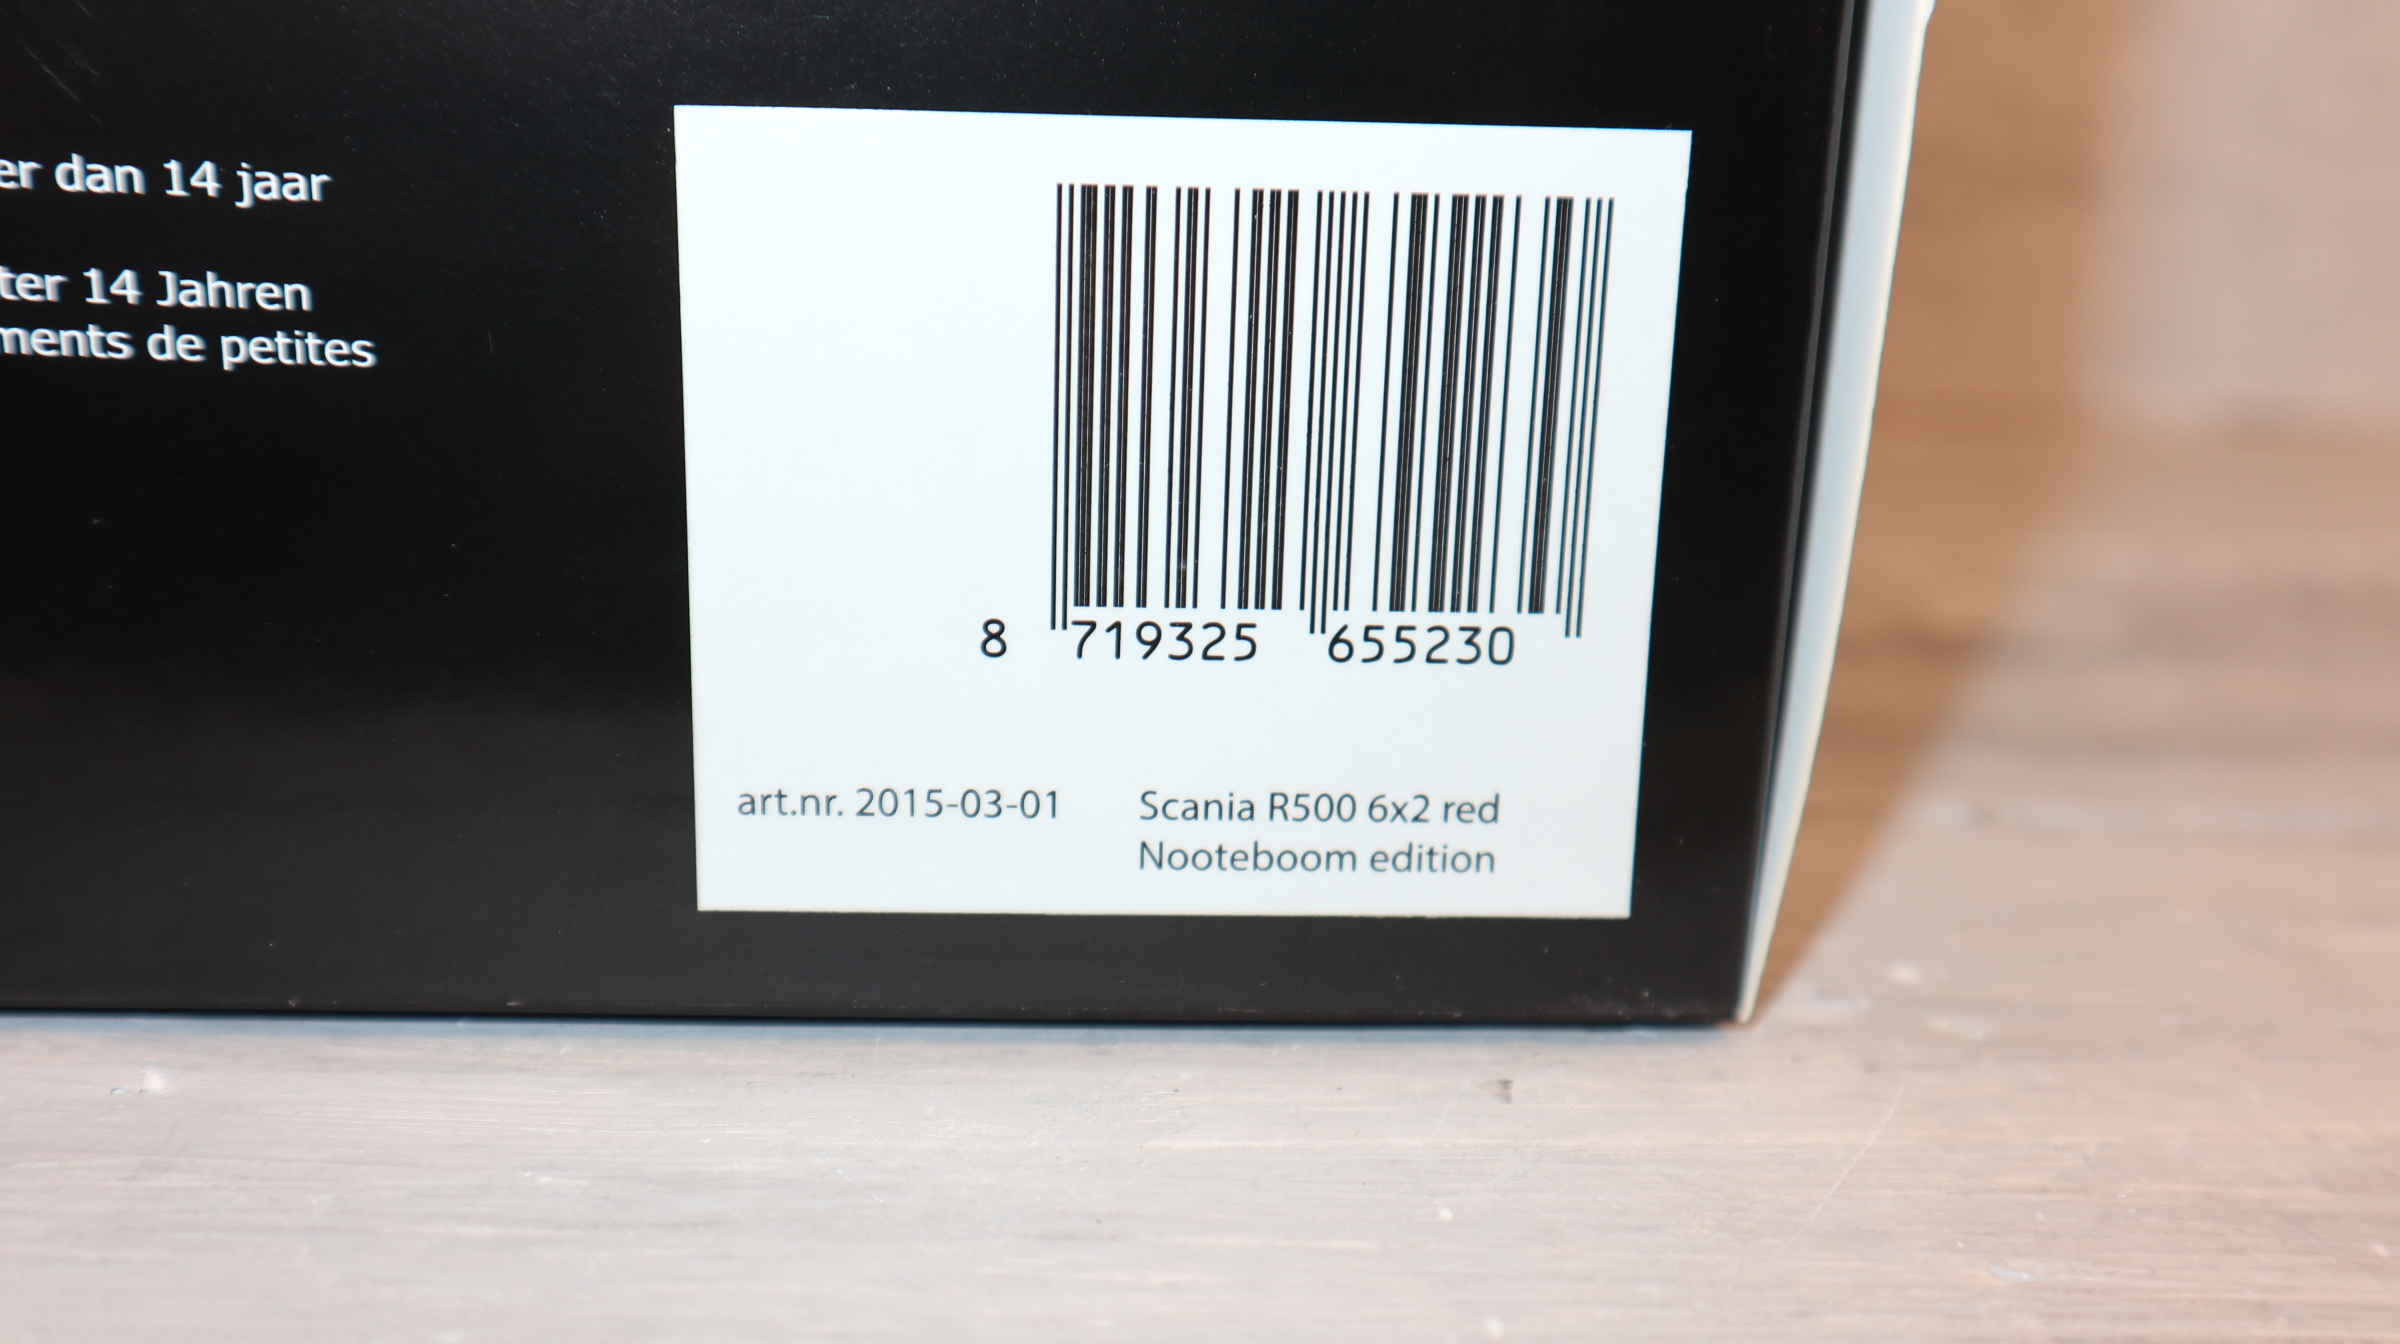 er dan 14 jaar
ter 14 Jahren
ments de petites
8 719325 655230
art.nr. 2015-03-01
Scania R500 6x2 red
Nooteboom edition